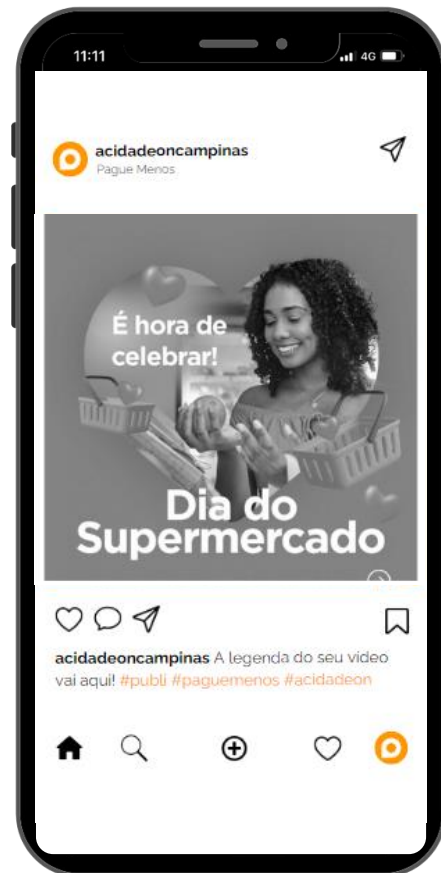 11:11
4G
acidadeoncampinas
Pague Menos
É hora de
celebrar!
Dia do
Supermercado
acidadeoncampinas A legenda do seu video
vai aqui! #publi #paguemenos #acidadeon